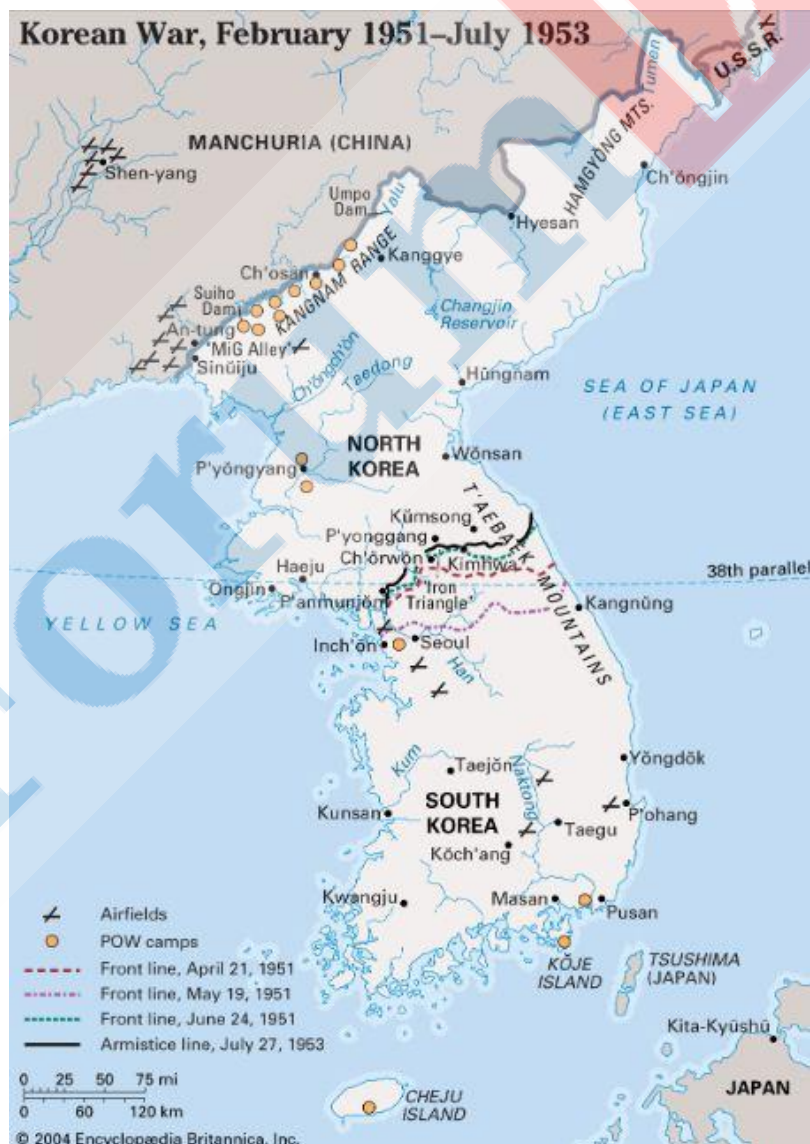 Korean War, February 1951–July 1953
U.S.S.R.
Tumen
HAMGYŎNG MTS.
MANCHURIA (CHINA)
Shen-yang
Ch'ŏngjin
Umpo
Dam
Yalu
Hyesan
Kanggye
Ch'osan
KANGNAM RANGE
Suiho
Dam
Changjin
Reservoir
An-tung
'MiG Alley'
Sinŭiju
Ch'ŏngch'ŏn
Taedong
Hŭngnam
SEA OF JAPAN
(EAST SEA)
NORTH
KOREA
P'yŏngyang
Wŏnsan
T'AEBAEK MOUNTAINS
Kŭmsong
P'yonggang
Ch'ŏrwŏn
Kimhwa
Haeju
38th parallel
Ongjin
P'anmunjŏn
'Iron
Triangle'
Kangnŭng
YELLOW SEA
Inch'ŏn
Seoul
Han
Kum
Taejŏn
Naktong
Yŏngdŏk
SOUTH
KOREA
Kunsan
P'ohang
Taegu
Kŏch'ang
Kwangju
Masan
Pusan
Airfields
POW camps
KŎJE
ISLAND
TSUSHIMA
(JAPAN)
Front line, April 21, 1951
Front line, May 19, 1951
Front line, June 24, 1951
Kita-Kyūshū
Armistice line, July 27, 1953
0 25 50 75 mi
0 60 120 km
CHEJU
ISLAND
JAPAN
© 2004 Encyclopædia Britannica, Inc.